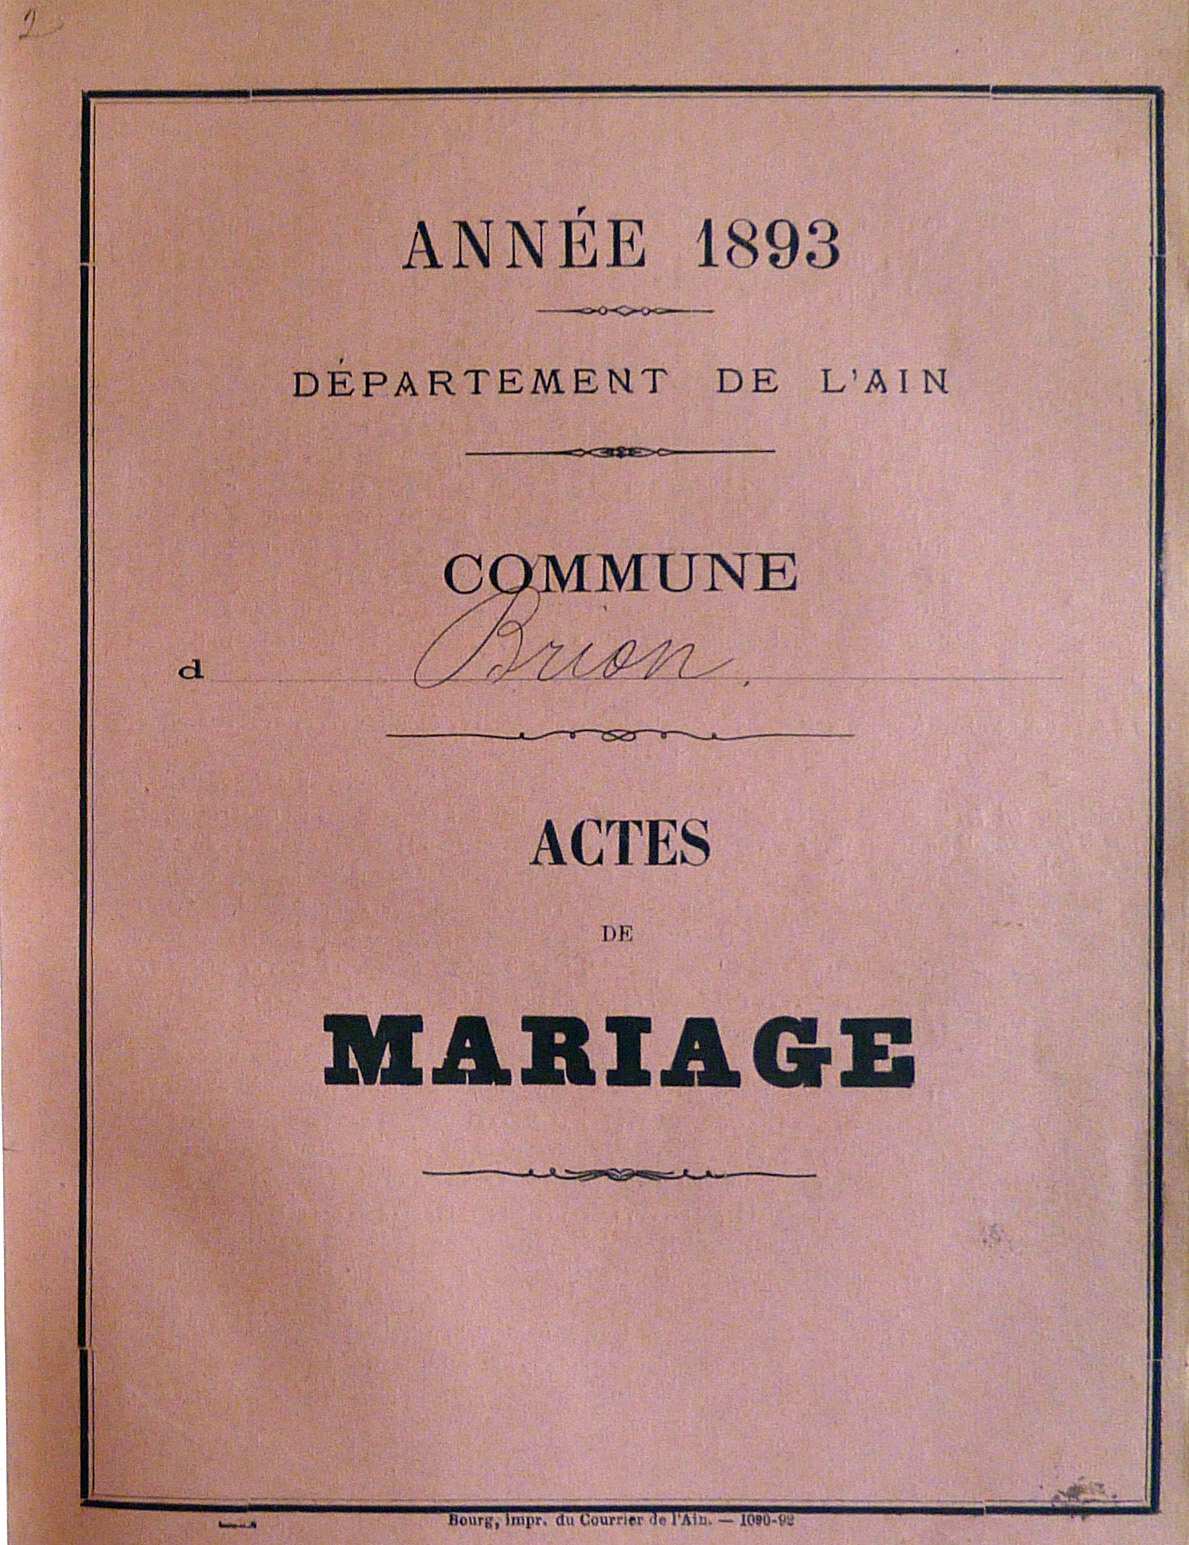 2
ANNÉE 1893
DÉPARTEMENT DE L'AIN
COMMUNE
d Brion.
ACTES
DE
MARIAGE
Bourg, impr. du Courrier de l'Ain. — 1090-92